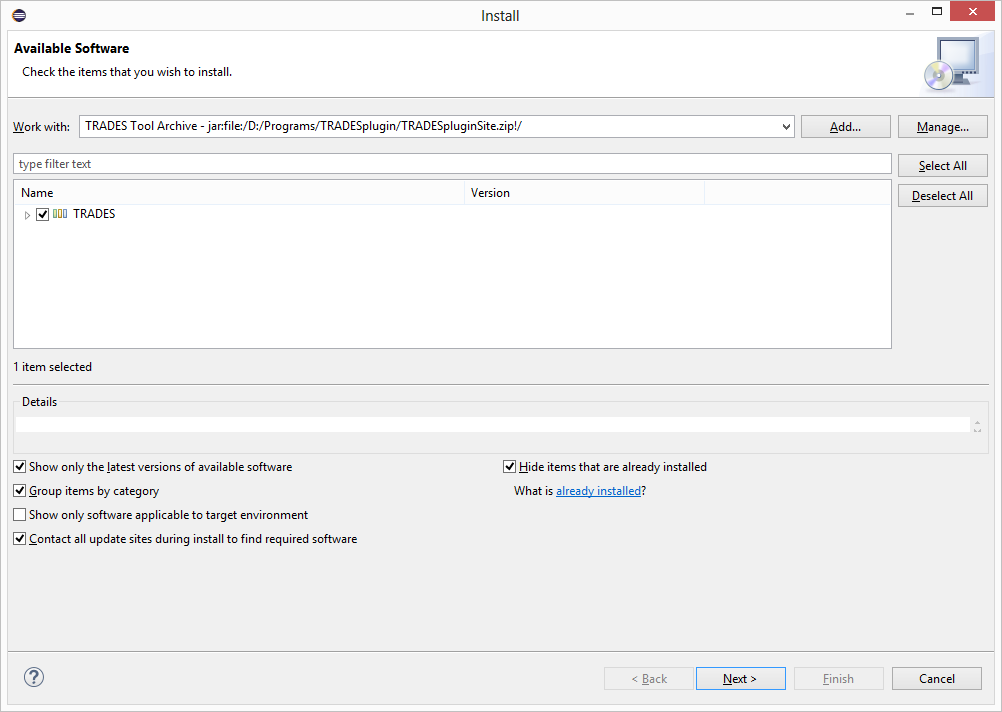 Install
Available Software
Check the items that you wish to install.
Work with: TRADES Tool Archive - jar:file:/D:/Programs/TRADESplugin/TRADESpluginSite.zip!/ Add... Manage...
type filter text Select All
Name Version Deselect All
TRADES
1 item selected
Details
Show only the latest versions of available software Hide items that are already installed
Group items by category What is already installed?
Show only software applicable to target environment
Contact all update sites during install to find required software
? < Back Next > Finish Cancel